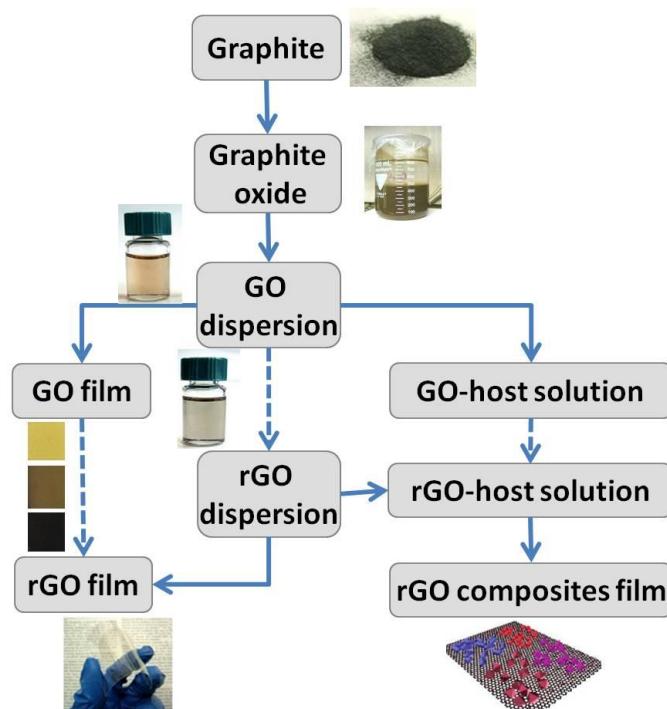 Graphite
Graphite
oxide
GO
dispersion
GO film
GO-host solution
rGO
dispersion
rGO-host solution
rGO film
rGO composites film